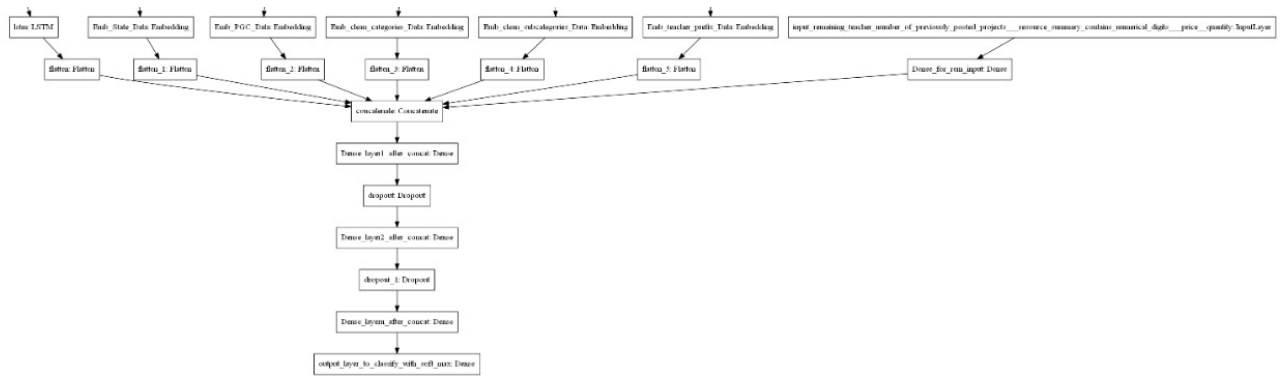 lstm: LSTM
Emb_State_Data: Embedding
Emb_PGC_Data: Embedding
Emb_clean_categories_Data: Embedding
Emb_clean_subcategories_Data: Embedding
Emb_teacher_prefix_Data: Embedding
input_remaining_teacher_number_of_previously_posted_projects___resource_summary_contains_numerical_digits___price__quantity: InputLayer
flatten: Flatten
flatten_1: Flatten
flatten_2: Flatten
flatten_3: Flatten
flatten_4: Flatten
flatten_5: Flatten
Dense_for_rem_input: Dense
concatenate: Concatenate
Dense_layer1_after_concat: Dense
dropout: Dropout
Dense_layer2_after_concat: Dense
dropout_1: Dropout
Dense_layern_after_concat: Dense
output_layer_to_classify_with_soft_max: Dense